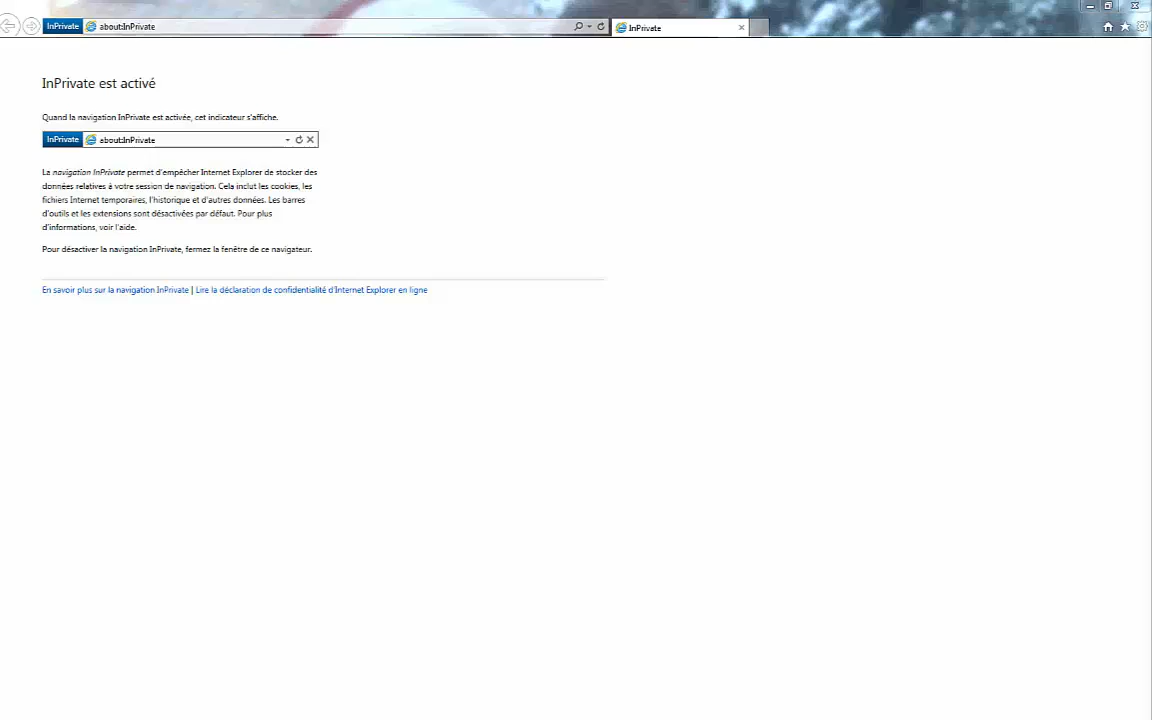 InPrivate about:InPrivate InPrivate
InPrivate est activé
Quand la navigation InPrivate est activée, cet indicateur s'affiche.
InPrivate about:InPrivate
La navigation InPrivate permet d'empêcher Internet Explorer de stocker des
données relatives à votre session de navigation. Cela inclut les cookies, les
fichiers Internet temporaires, l'historique et d'autres données. Les barres
d'outils et les extensions sont désactivées par défaut. Pour plus
d'informations, voir l'aide.
Pour désactiver la navigation InPrivate, fermez la fenêtre de ce navigateur.
En savoir plus sur la navigation InPrivate | Lire la déclaration de confidentialité d'Internet Explorer en ligne